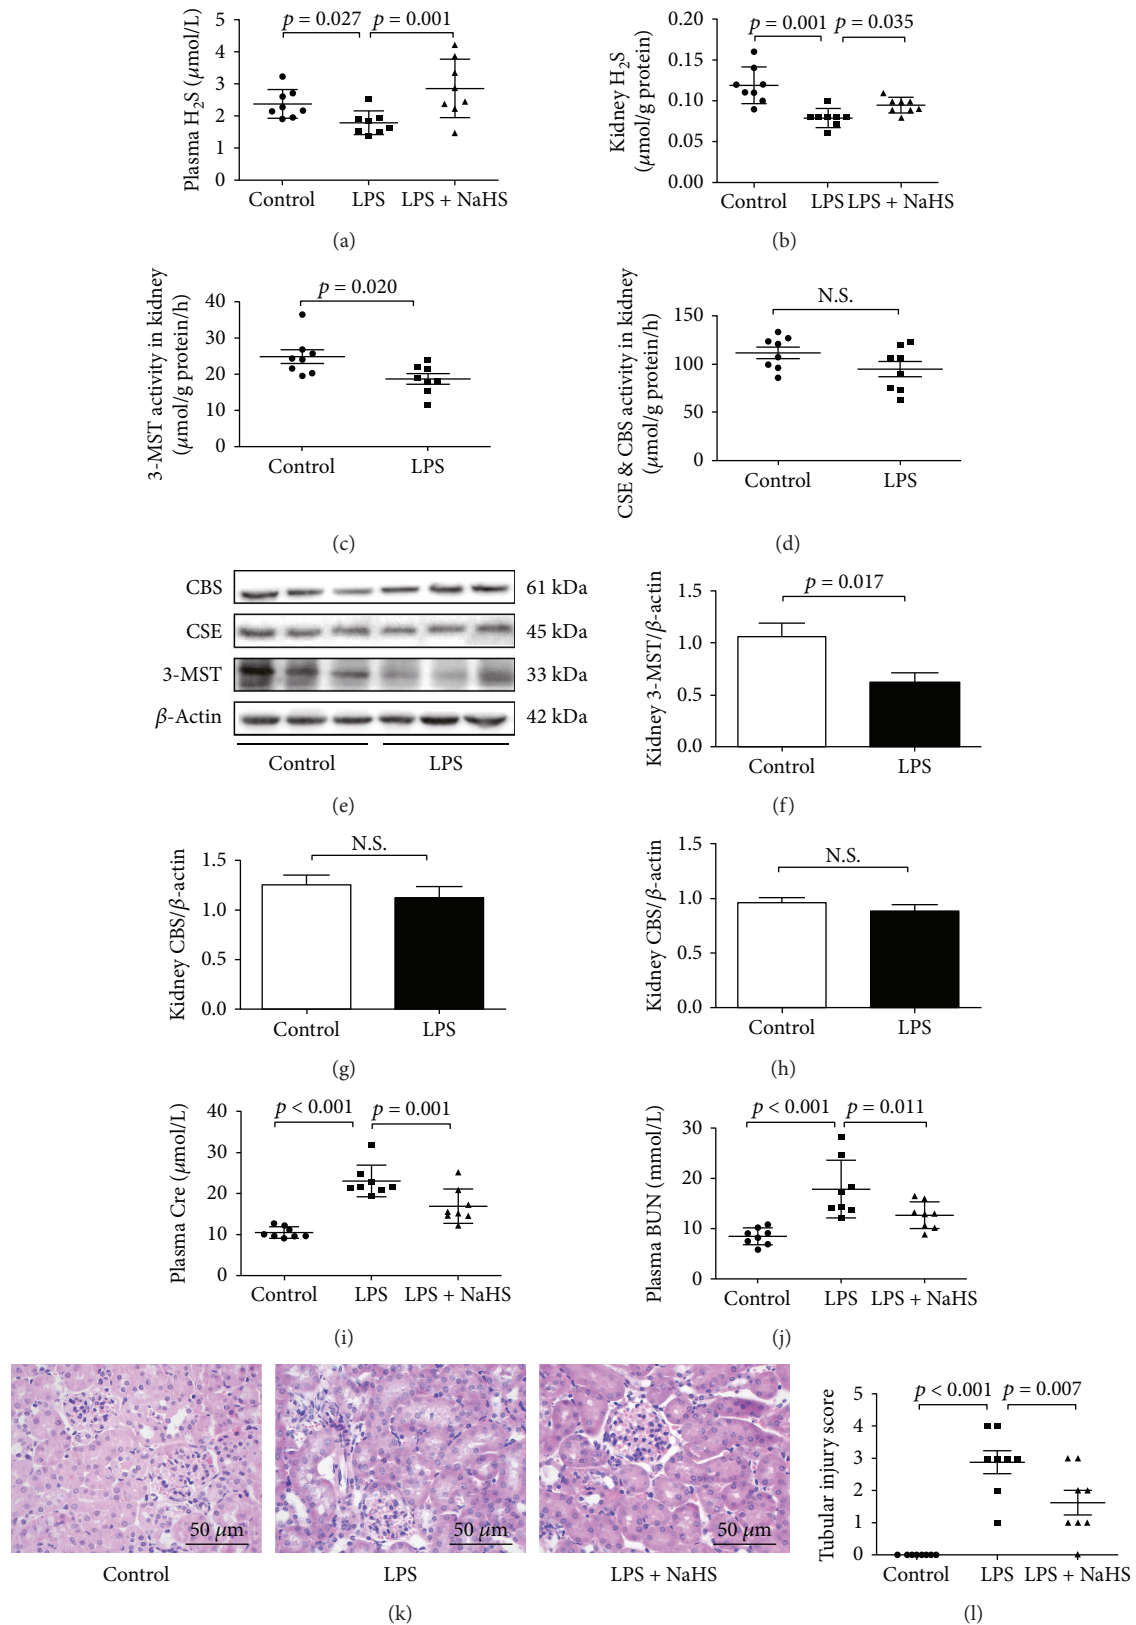 Plasma H2S (μmol/L)
5
4
3
2
1
0
p = 0.027
p = 0.001
Control
LPS
LPS + NaHS
(a)
Kidney H2S
(μmol/g protein)
0.20
0.15
0.10
0.05
0.00
p = 0.001
p = 0.035
Control
LPS
LPS + NaHS
(b)
3-MST activity in kidney
(μmol/g protein/h)
40
30
20
10
0
p = 0.020
Control
LPS
(c)
CSE & CBS activity in kidney
(μmol/g protein/h)
150
100
50
0
N.S.
Control
LPS
(d)
CBS
61 kDa
CSE
45 kDa
3-MST
33 kDa
β-Actin
42 kDa
Control
LPS
(e)
Kidney 3-MST/β-actin
1.5
1.0
0.5
0.0
p = 0.017
Control
LPS
(f)
Kidney CBS/β-actin
1.5
1.0
0.5
0.0
N.S.
Control
LPS
(g)
Kidney CBS/β-actin
1.5
1.0
0.5
0.0
N.S.
Control
LPS
(h)
Plasma Cre (μmol/L)
40
30
20
10
0
p < 0.001
p = 0.001
Control
LPS
LPS + NaHS
(i)
Plasma BUN (mmol/L)
30
20
10
0
p < 0.001
p = 0.011
Control
LPS
LPS + NaHS
(j)
50 μm
50 μm
50 μm
Control
LPS
LPS + NaHS
(k)
Tubular injury score
5
4
3
2
1
0
p < 0.001
p = 0.007
Control
LPS
LPS + NaHS
(l)